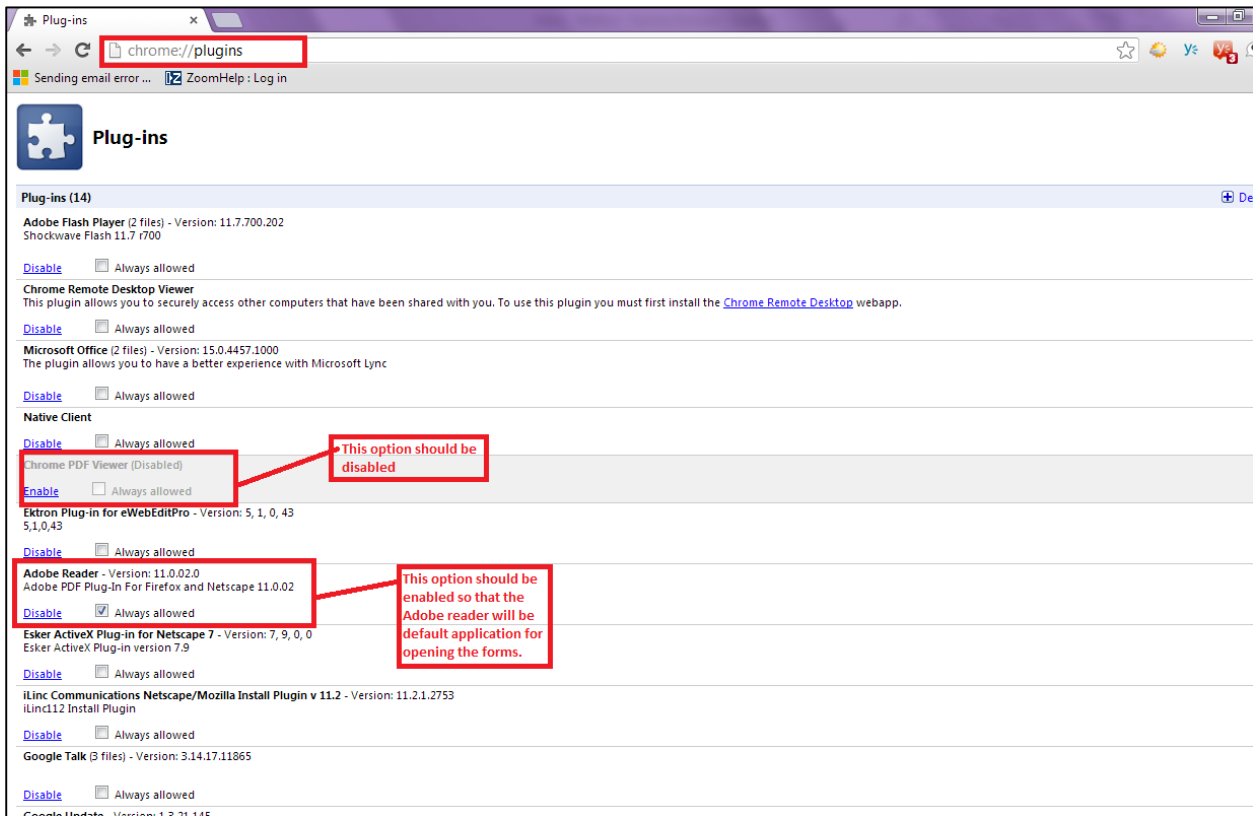 Plug-ins
chrome://plugins
3
Sending email error ...
ZoomHelp : Log in
Plug-ins
Plug-ins (14)
De
Adobe Flash Player (2 files) - Version: 11.7.700.202
Shockwave Flash 11.7 r700
Disable Always allowed
Chrome Remote Desktop Viewer
This plugin allows you to securely access other computers that have been shared with you. To use this plugin you must first install the Chrome Remote Desktop webapp.
Disable Always allowed
Microsoft Office (2 files) - Version: 15.0.4457.1000
The plugin allows you to have a better experience with Microsoft Lync
Disable Always allowed
Native Client
Disable Always allowed
This option should be
disabled
Chrome PDF Viewer (Disabled)
Enable Always allowed
Ektron Plug-in for eWebEditPro - Version: 5, 1, 0, 43
5,1,0,43
Disable Always allowed
Adobe Reader - Version: 11.0.02.0
Adobe PDF Plug-In For Firefox and Netscape 11.0.02
Disable Always allowed
This option should be
enabled so that the
Adobe reader will be
default application for
opening the forms.
Esker ActiveX Plug-in for Netscape 7 - Version: 7, 9, 0, 0
Esker ActiveX Plug-in version 7.9
Disable Always allowed
iLinc Communications Netscape/Mozilla Install Plugin v 11.2 - Version: 11.2.1.2753
iLinc112 Install Plugin
Disable Always allowed
Google Talk (3 files) - Version: 3.14.17.11865
Disable Always allowed
Google Update - Version: 1.3.21.145